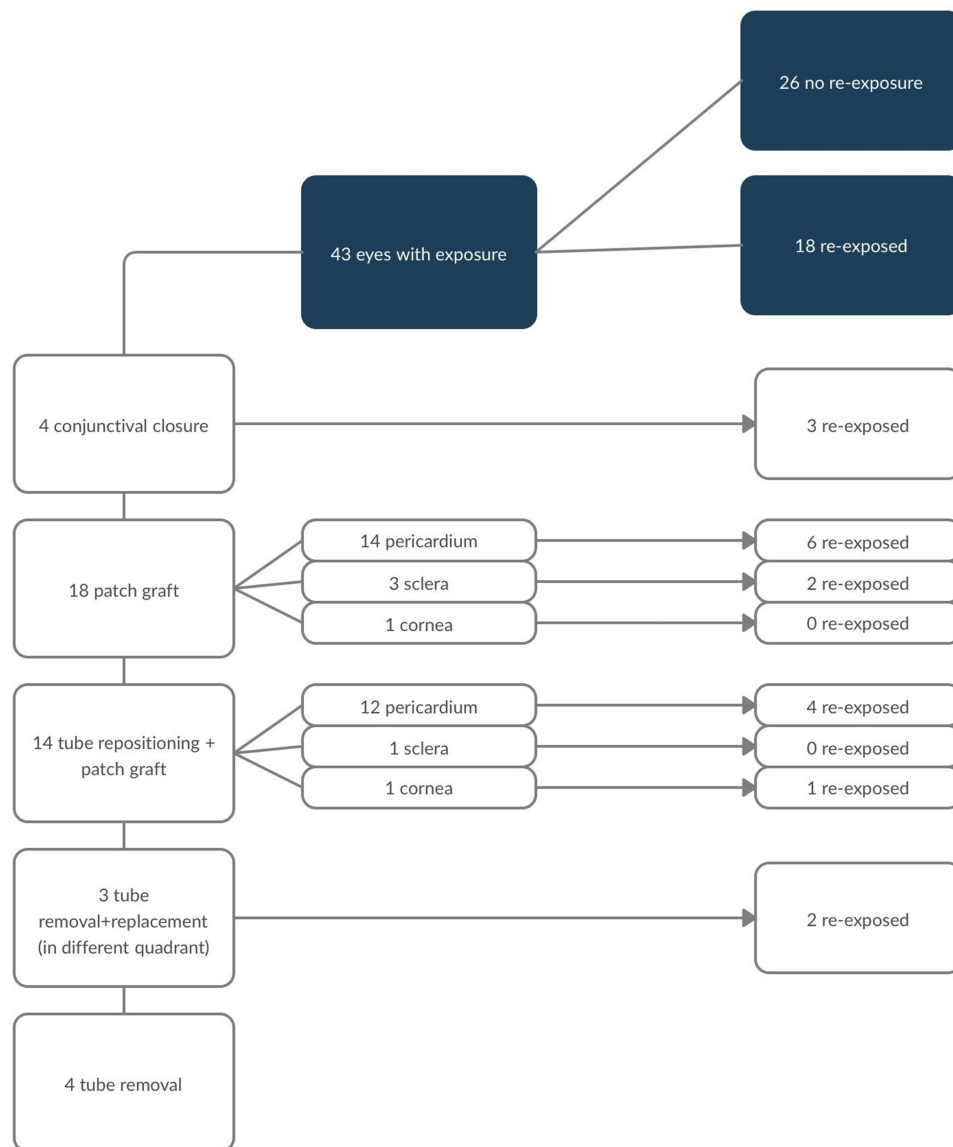 26 no re-exposure
43 eyes with exposure
18 re-exposed
4 conjunctival closure
3 re-exposed
18 patch graft
14 pericardium
6 re-exposed
3 sclera
2 re-exposed
1 cornea
0 re-exposed
14 tube repositioning +
patch graft
12 pericardium
4 re-exposed
1 sclera
0 re-exposed
1 cornea
1 re-exposed
3 tube
removal+replacement
(in different quadrant)
2 re-exposed
4 tube removal